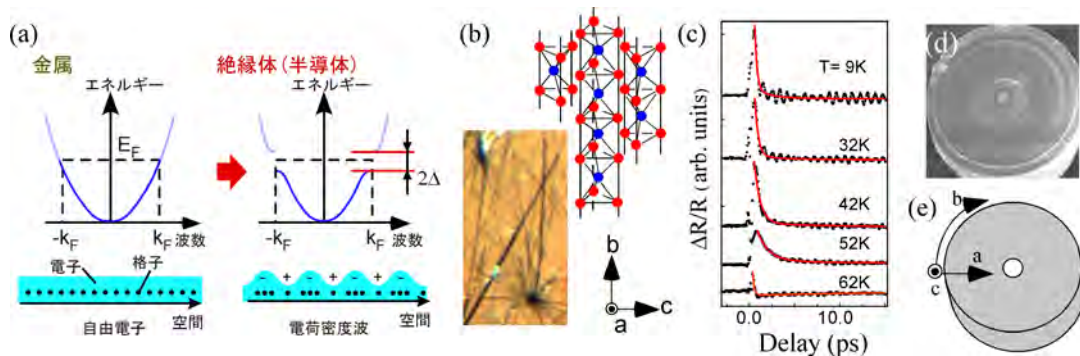 (a)
金属
エネルギー
E_F
-k_F
k_F 波数
電子
格子
空間
自由電子
絶縁体(半導体)
エネルギー
2Δ
-k_F
k_F 波数
- + - + - + -
空間
電荷密度波
(b)
b
a
c
(c)
ΔR/R (arb. units)
T= 9K
32K
42K
52K
62K
0.0
10.0
Delay (ps)
(d)
(e)
b
a
c